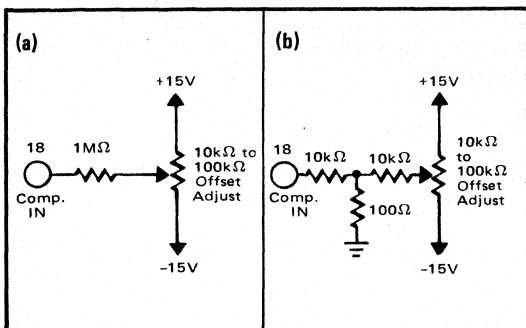 (a)
+15V
18
1MΩ
10kΩ to
100kΩ
Offset
Adjust
Comp.
IN
-15V
(b)
+15V
18
10kΩ
10kΩ
10kΩ
to
100kΩ
Offset
Adjust
Comp.
IN
100Ω
-15V